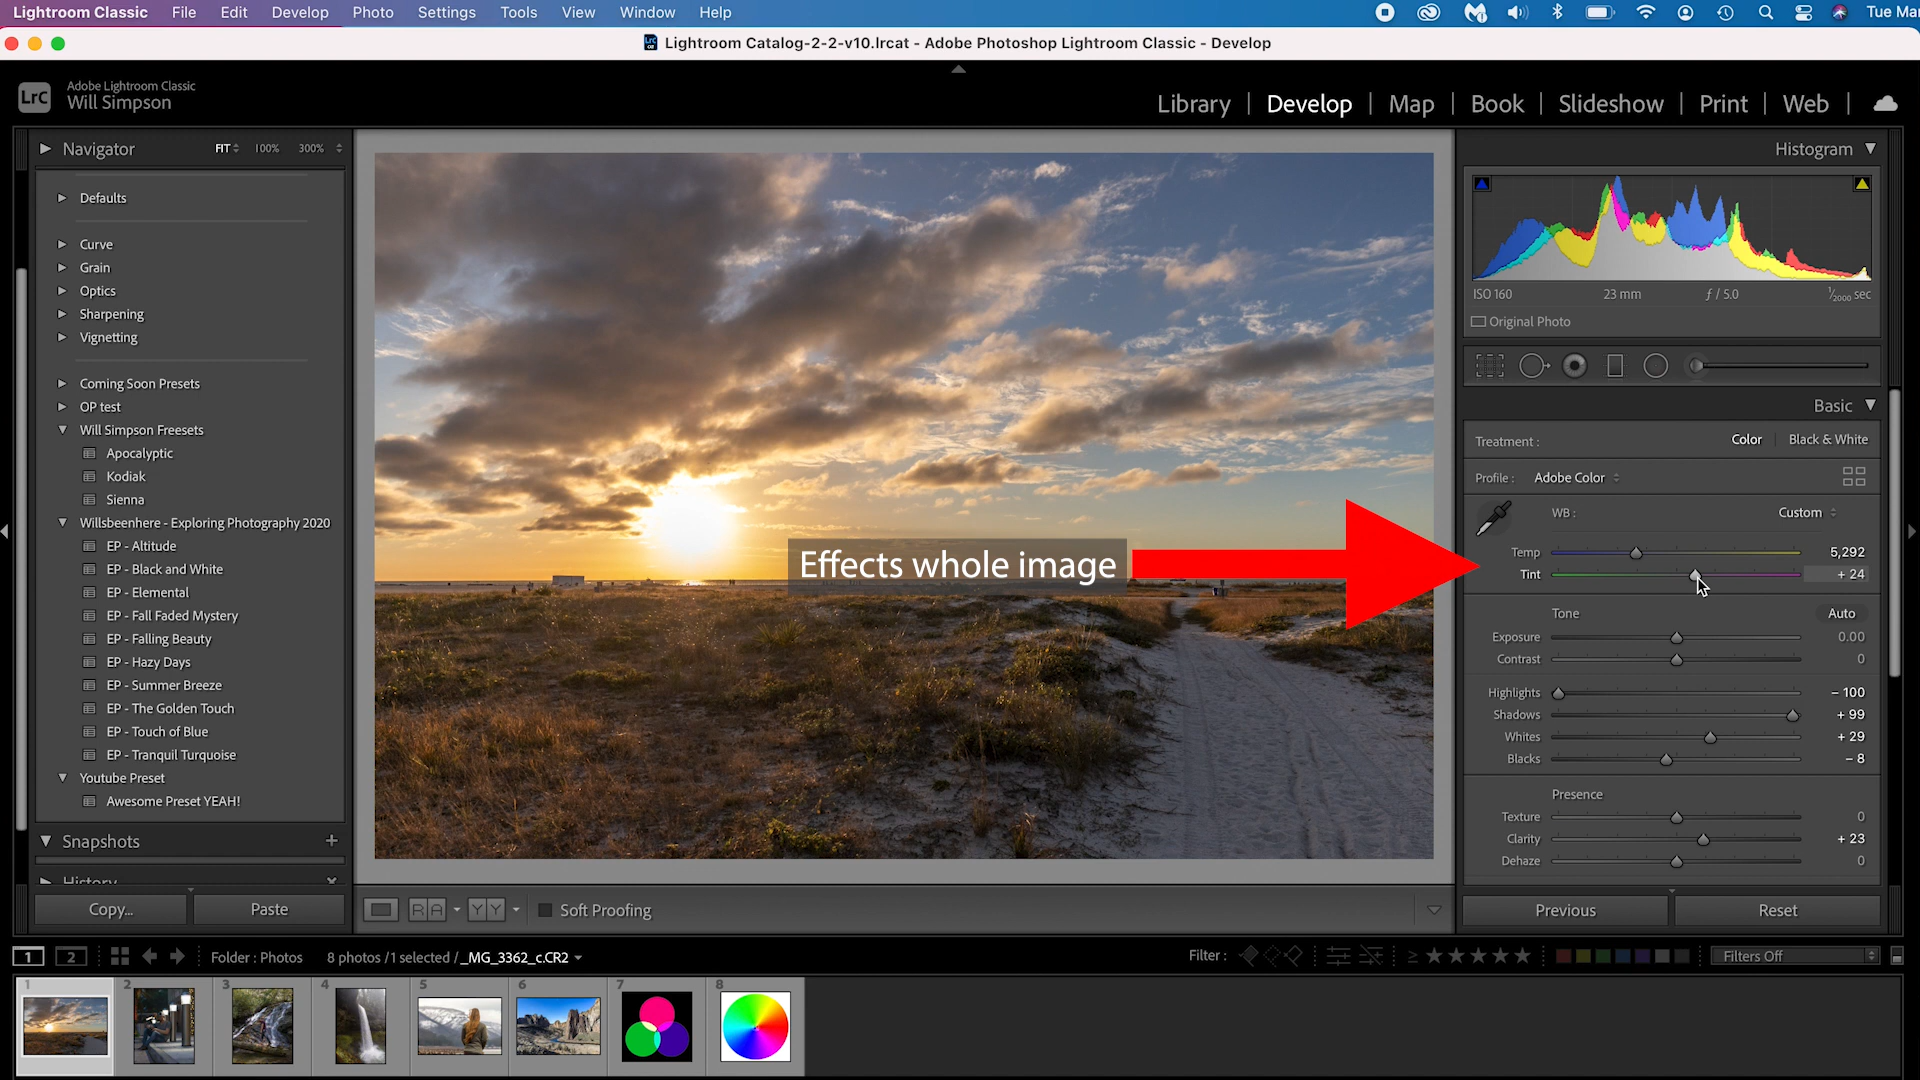 Lightroom Classic File Edit Develop Photo Settings Tools View Window Help Tue Mar
Lightroom Catalog-2-2-v10.lrcat - Adobe Photoshop Lightroom Classic - Develop
LrC Adobe Lightroom Classic
Will Simpson
Library | Develop | Map | Book | Slideshow | Print | Web |
Navigator FIT 100% 300%
Defaults
Curve
Grain
Optics
Sharpening
Vignetting
Coming Soon Presets
OP test
Will Simpson Freesets
Apocalyptic
Kodiak
Sienna
Willsbeenhere - Exploring Photography 2020
EP - Altitude
EP - Black and White
EP - Elemental
EP - Fall Faded Mystery
EP - Falling Beauty
EP - Hazy Days
EP - Summer Breeze
EP - The Golden Touch
EP - Touch of Blue
EP - Tranquil Turquoise
Youtube Preset
Awesome Preset YEAH!
Snapshots +
History
Copy... Paste
Effects whole image
RA YY Soft Proofing
Histogram
ISO 160 23 mm ƒ / 5.0 1/2000 sec
Original Photo
Basic
Treatment : Color Black & White
Profile : Adobe Color
WB : Custom
Temp 5,292
Tint + 24
Tone Auto
Exposure 0.00
Contrast 0
Highlights – 100
Shadows + 99
Whites + 29
Blacks – 8
Presence
Texture 0
Clarity + 23
Dehaze 0
Previous Reset
1 2 Folder : Photos 8 photos /1 selected /_MG_3362_c.CR2 Filter : ≥ Filters Off
1 2 3 4 5 6 7 8